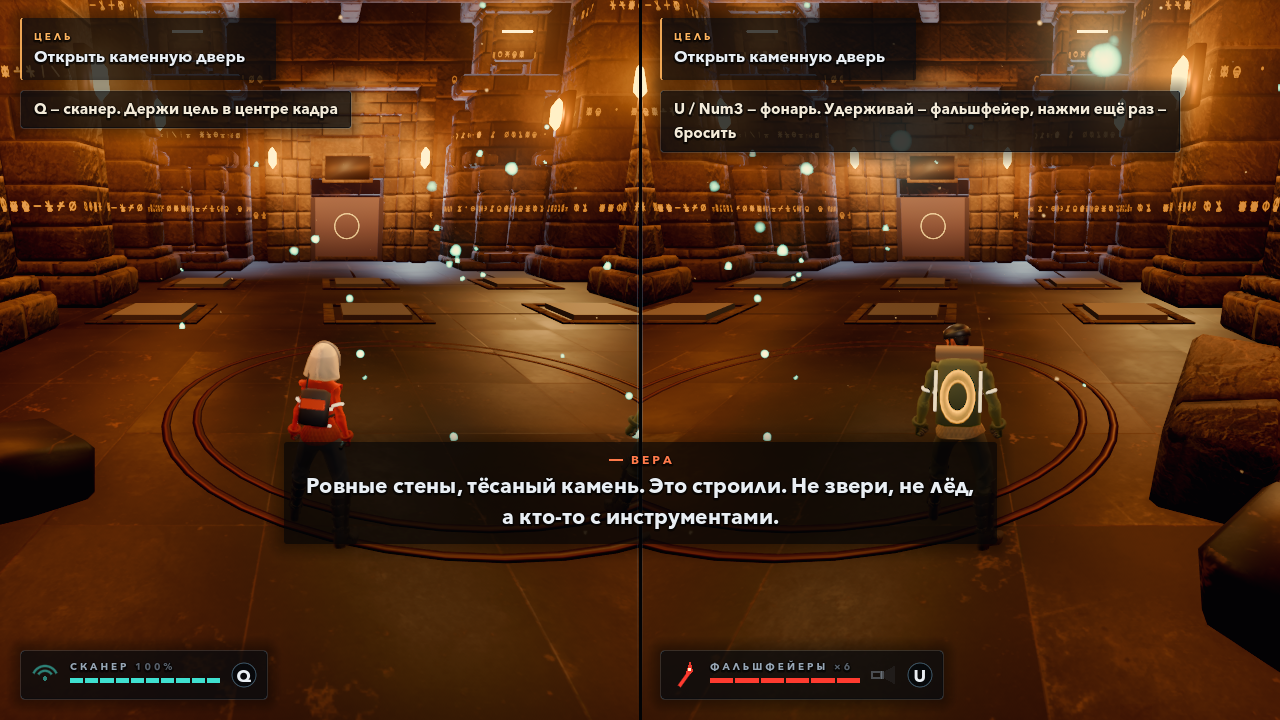 ЦЕЛЬ
Открыть каменную дверь
Q – сканер. Держи цель в центре кадра
ЦЕЛЬ
Открыть каменную дверь
U / Num3 – фонарь. Удерживай – фальшфейер, нажми ещё раз –
бросить
— ВЕРА
Ровные стены, тёсаный камень. Это строили. Не звери, не лёд,
а кто-то с инструментами.
СКАНЕР 100%
Q
ФАЛЬШФЕЙЕРЫ ×6
U